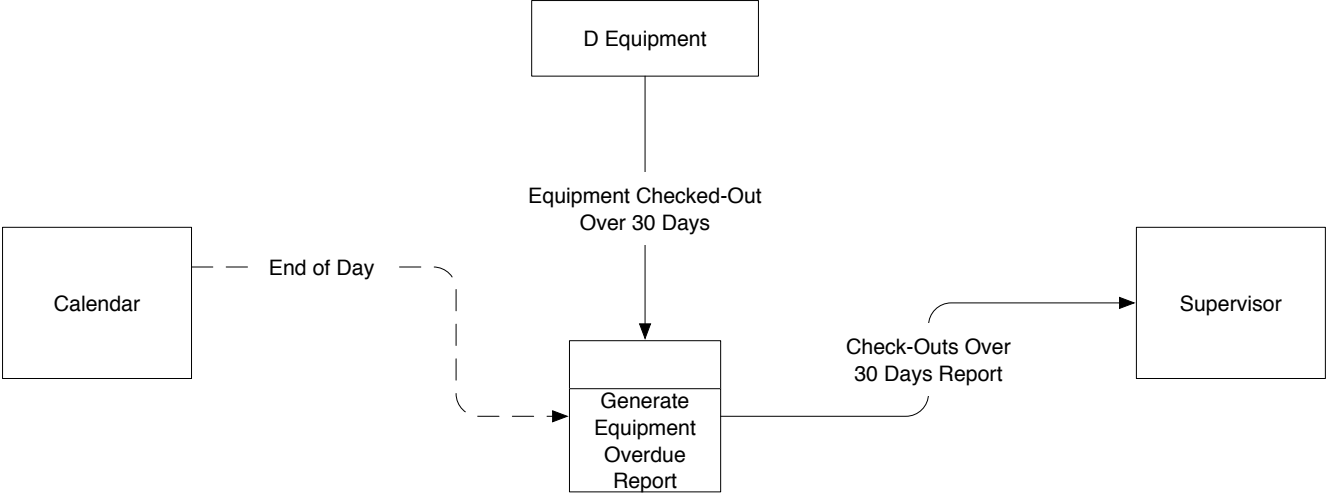 D Equipment
Equipment Checked-Out
Over 30 Days
End of Day
Calendar
Supervisor
Check-Outs Over
30 Days Report
Generate
Equipment
Overdue
Report